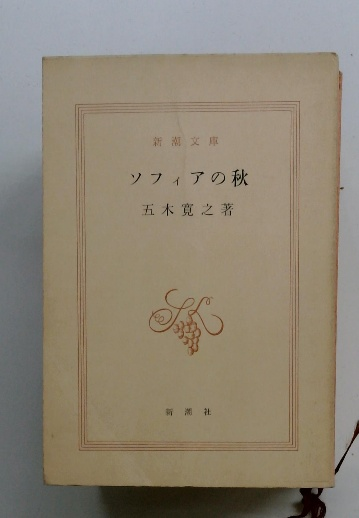 新潮文庫
ソフィアの秋
五木寛之著
新潮社